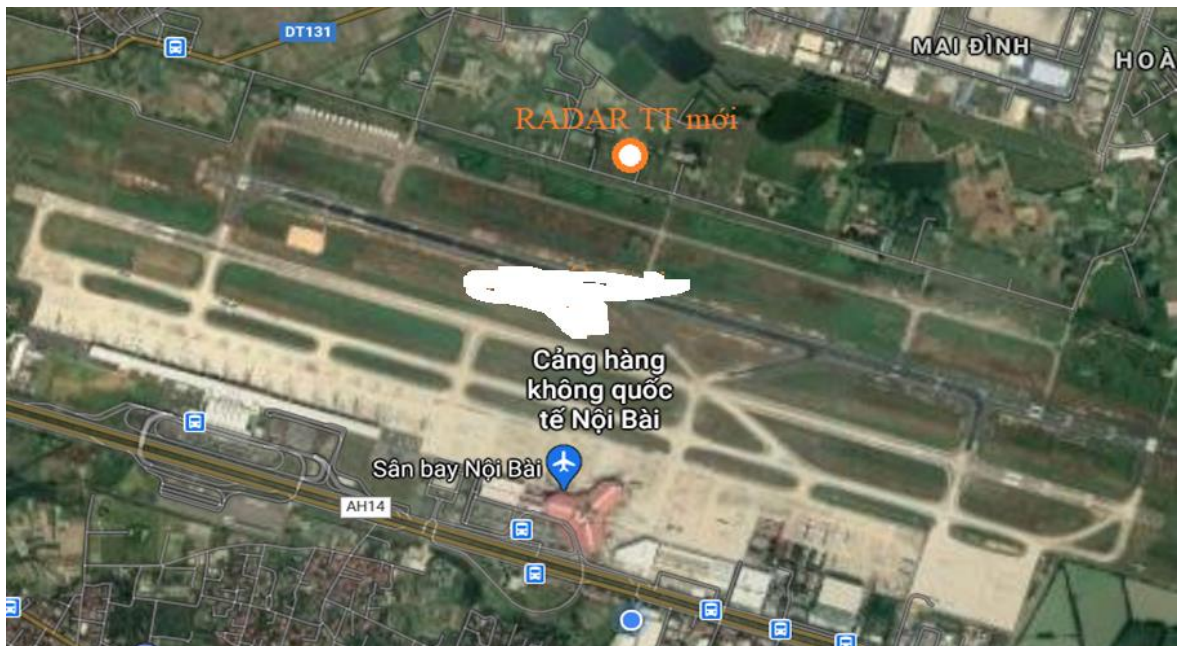 DT131
MAI ĐÌNH
HOÀ
RADAR TT mới
Cảng hàng
không quốc
tế Nội Bài
Sân bay Nội Bài
AH14